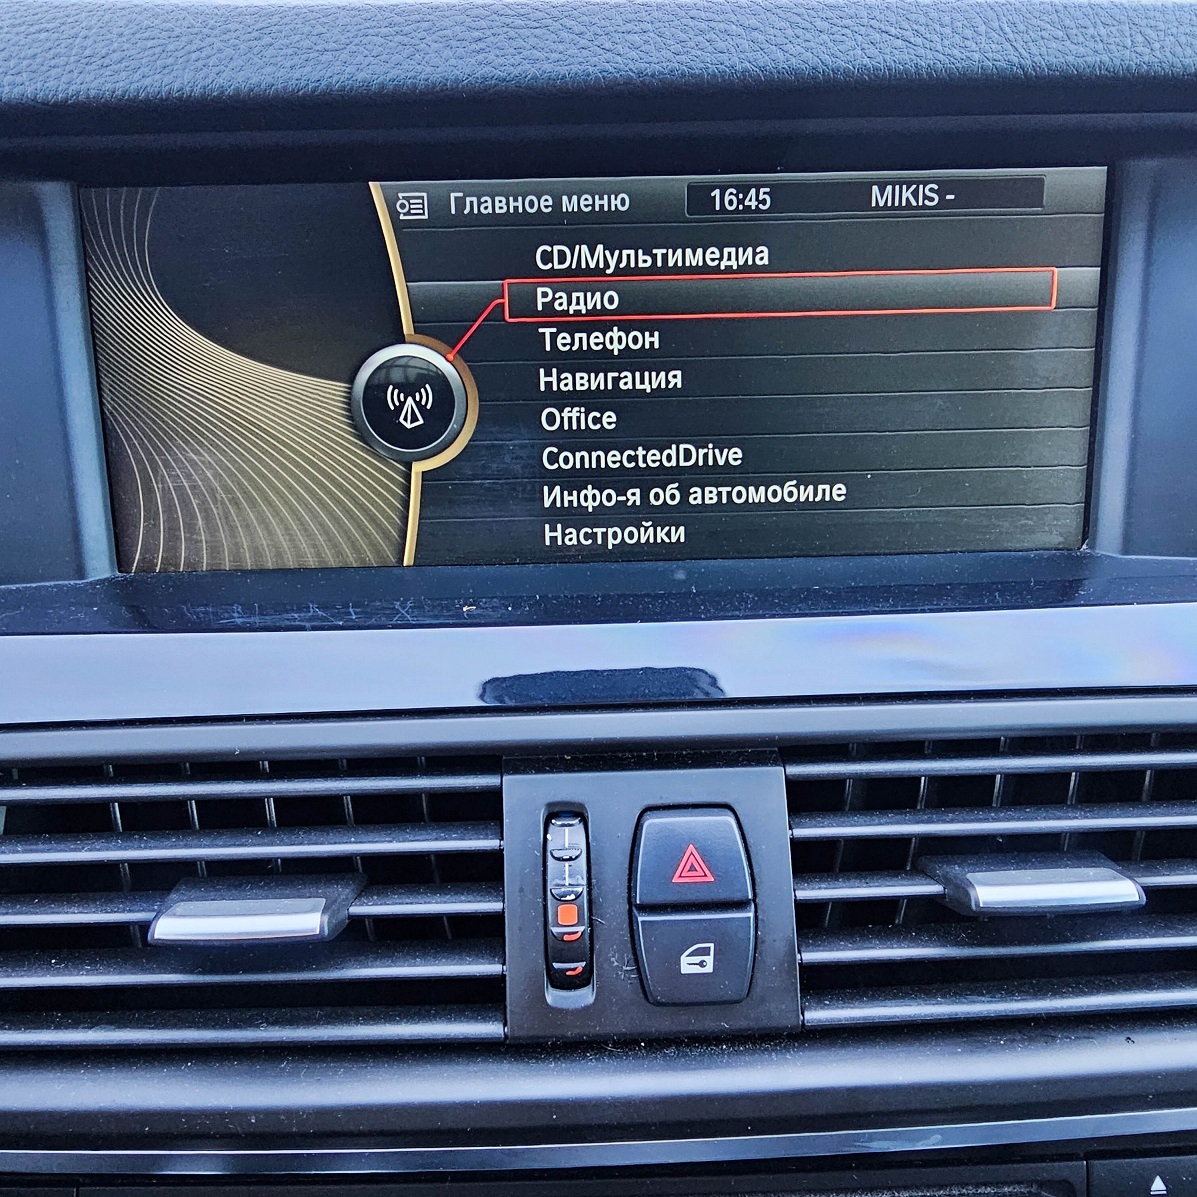 Главное меню 16:45 MIKIS -
CD/Мультимедиа
Радио
Телефон
Навигация
Office
ConnectedDrive
Инфо-я об автомобиле
Настройки